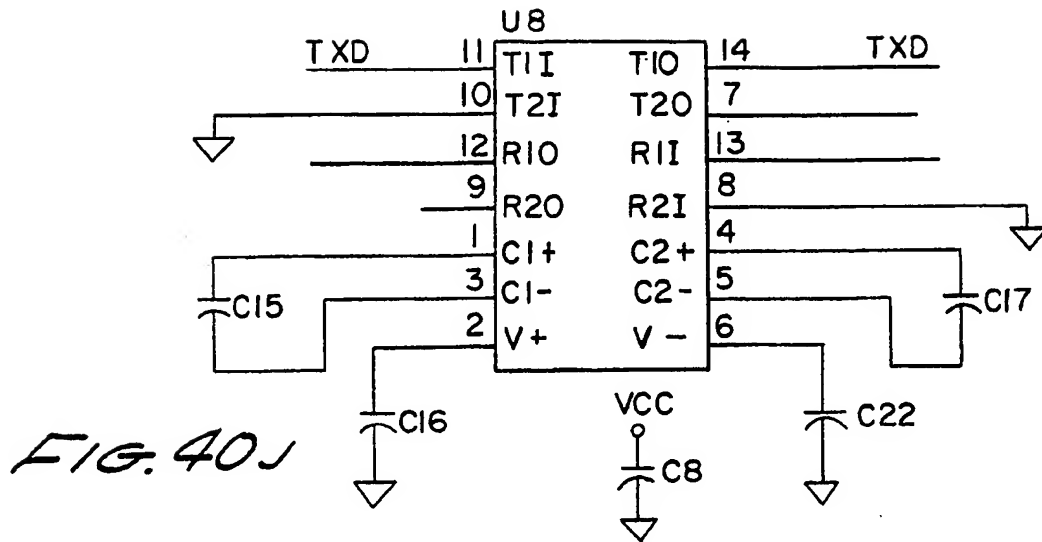 U8
TXD 11 T1I T1O 14 TXD
10 T2I T2O 7
12 R1O R1I 13
9 R2O R2I 8
1 C1+ C2+ 4
3 C1- C2- 5
C15 C17
2 V+ V- 6
C16 VCC C22
C8
FIG. 40J